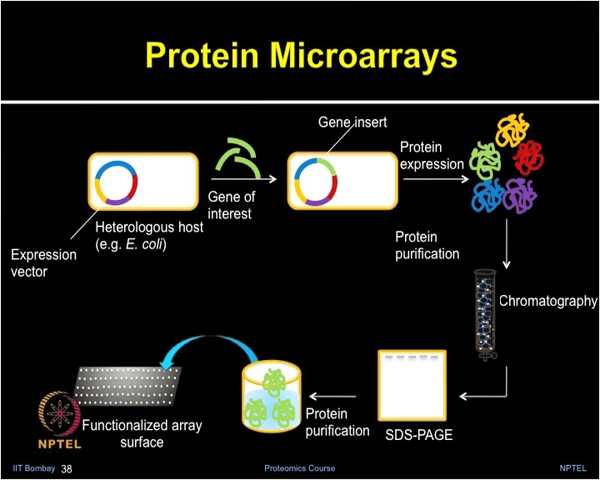 Protein Microarrays
Gene insert
Protein
expression
Gene of
interest
Heterologous host
(e.g. E. coli)
Expression
vector
Protein
purification
Chromatography
Functionalized array
surface
Protein
purification
SDS-PAGE
NPTEL
IIT Bombay 38
Proteomics Course
NPTEL